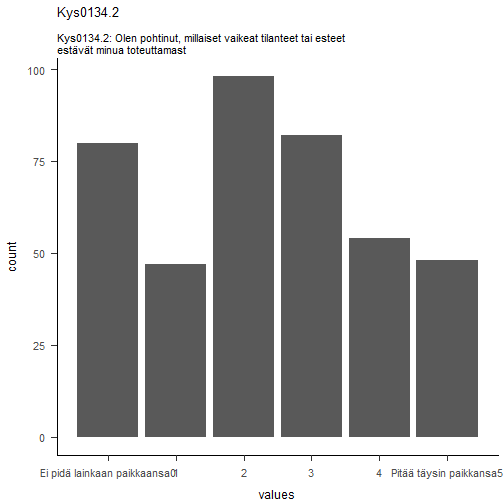 Kys0134.2
Kys0134.2: Olen pohtinut, millaiset vaikeat tilanteet tai esteet
estävät minua toteuttamast
100
75
50
25
0
count
Ei pidä lainkaan paikkaansa0 1 2 3 4 Pitää täysin paikkansa5
values